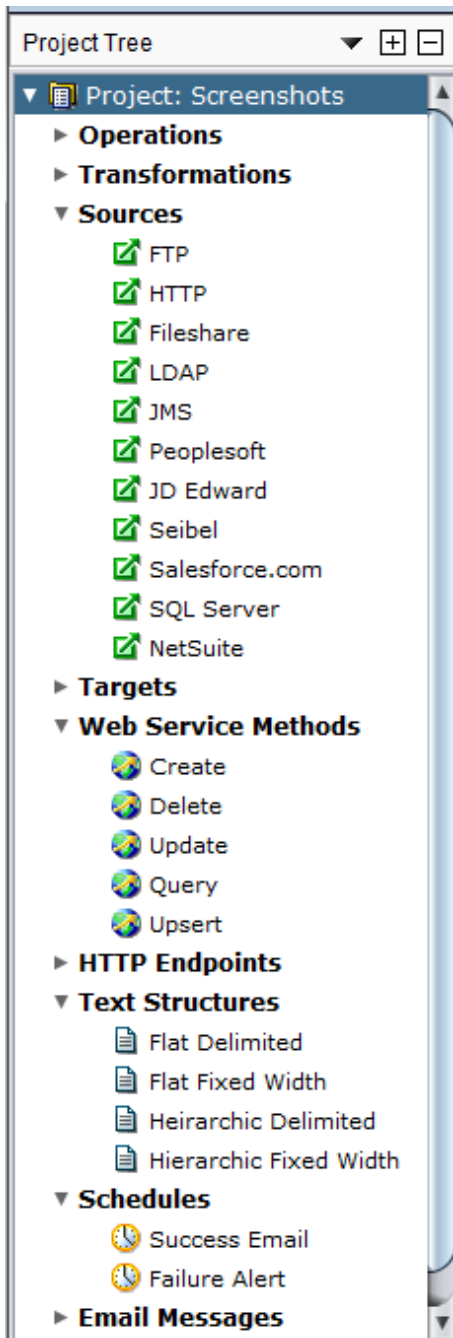 Project Tree
Project: Screenshots
Operations
Transformations
Sources
FTP
HTTP
Fileshare
LDAP
JMS
Peoplesoft
JD Edward
Seibel
Salesforce.com
SQL Server
NetSuite
Targets
Web Service Methods
Create
Delete
Update
Query
Upsert
HTTP Endpoints
Text Structures
Flat Delimited
Flat Fixed Width
Heirarchic Delimited
Hierarchic Fixed Width
Schedules
Success Email
Failure Alert
Email Messages